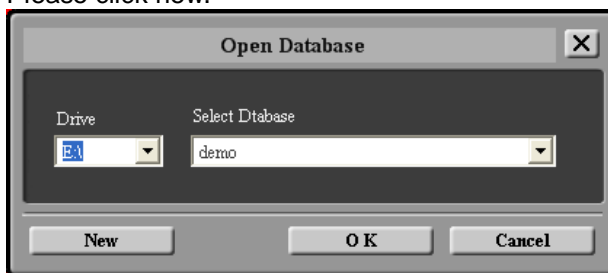 Please click new.
Open Database
Drive
Select Dtabase
E:\
demo
New
O K
Cancel